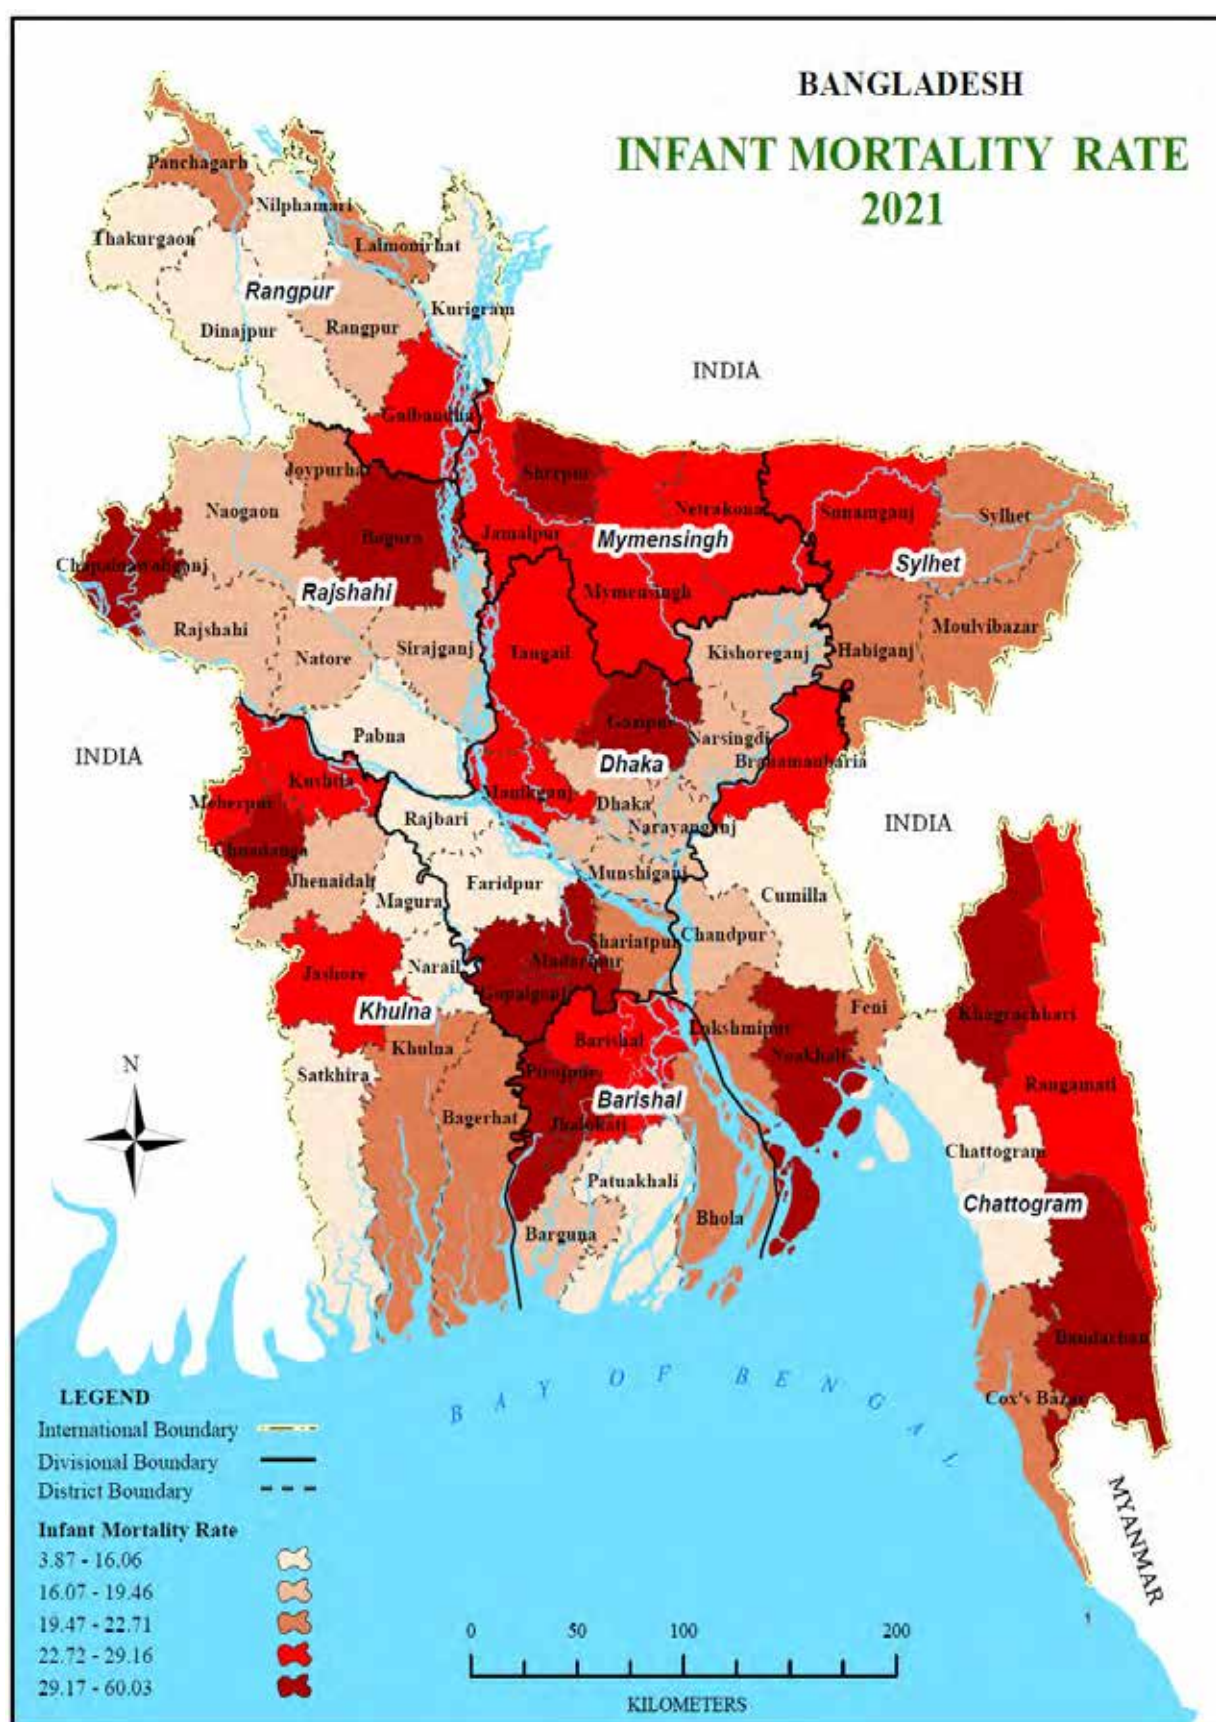 BANGLADESH
INFANT MORTALITY RATE
2021
Panchagarh
Nilphamari
Thakurgaon
Lalmonirhat
Rangpur
Kurigram
Dinajpur
Rangpur
INDIA
Gaibandha
Joypurhat
Sherpur
Naogaon
Netrakona
Sunamganj
Sylhet
Bogura
Jamalpur
Mymensingh
Chapainawabganj
Sylhet
Rajshahi
Mymensingh
Rajshahi
Moulvibazar
Sirajganj
Tangail
Kishoreganj
Habiganj
Natore
Gazipur
Pabna
Narsingdi
INDIA
Dhaka
Brahamanbaria
Kushtia
Manikganj
Meherpur
Dhaka
Rajbari
Narayanganj
INDIA
Chuadanga
Munshiganj
Jhenaidah
Faridpur
Cumilla
Magura
Chandpur
Shariatpur
Narail
Madaripur
Jashore
Gopalganj
Feni
Khulna
Lakshmipur
Khagrachhari
Barishal
Khulna
Noakhali
Satkhira
Pirojpur
Rangamati
N
Barishal
Bagerhat
Jhalokati
Chattogram
Patuakhali
Chattogram
Bhola
Barguna
Bandarban
BAY OF BENGAL
Cox's Bazar
LEGEND
International Boundary
Divisional Boundary
District Boundary
MYANMAR
Infant Mortality Rate
3.87 - 16.06
16.07 - 19.46
19.47 - 22.71
22.72 - 29.16
29.17 - 60.03
0 50 100 200
KILOMETERS
1